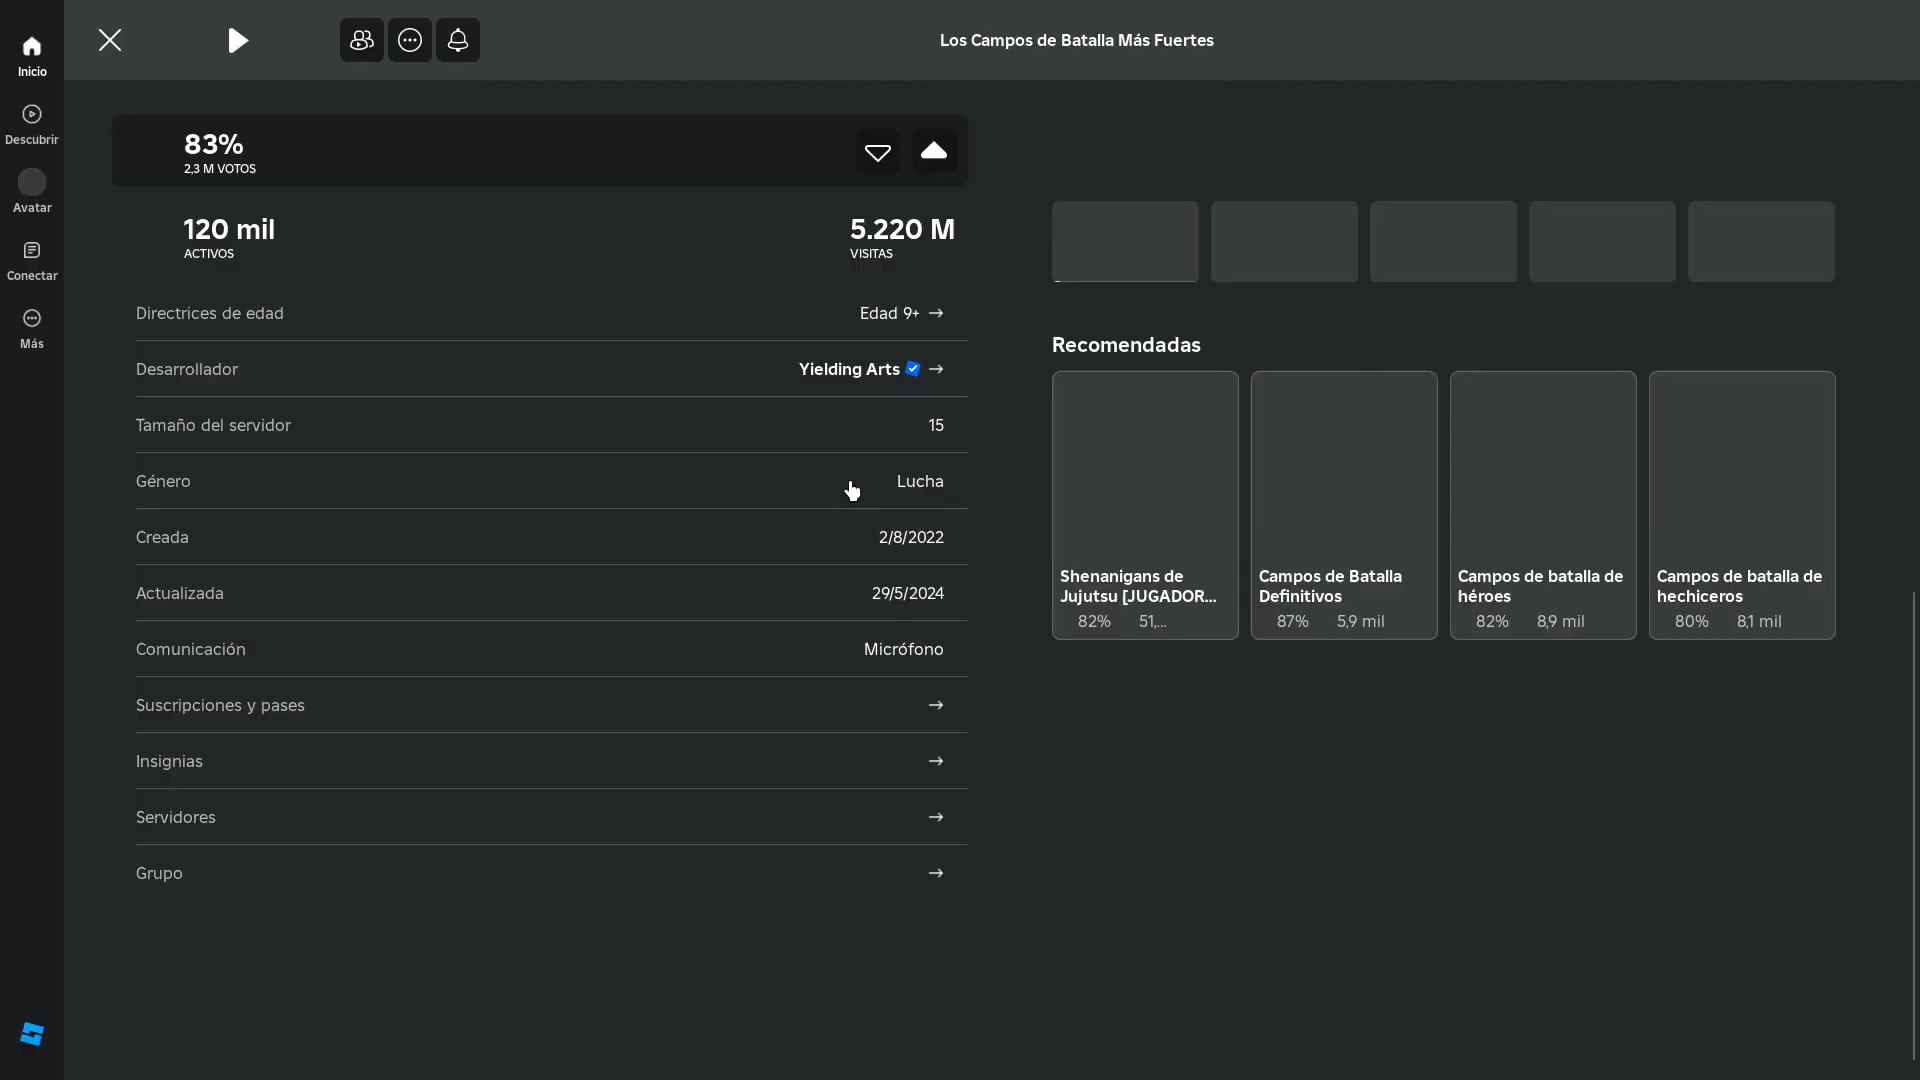 Los Campos de Batalla Más Fuertes
Inicio
Descubrir
Avatar
Conectar
Más
83%
2,3 M VOTOS
120 mil
ACTIVOS
5.220 M
VISITAS
Directrices de edad
Edad 9+
Desarrollador
Yielding Arts
Tamaño del servidor
15
Género
Lucha
Creada
2/8/2022
Actualizada
29/5/2024
Comunicación
Micrófono
Suscripciones y pases
Insignias
Servidores
Grupo
Recomendadas
Shenanigans de
Jujutsu [JUGADOR...
82% 51,...
Campos de Batalla
Definitivos
87% 5,9 mil
Campos de batalla de
héroes
82% 8,9 mil
Campos de batalla de
hechiceros
80% 8,1 mil